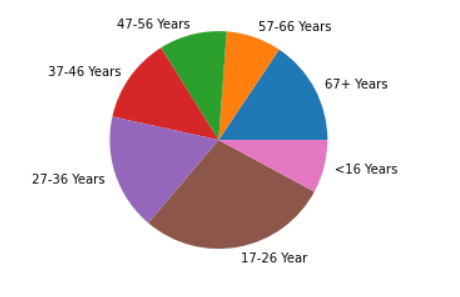 47-56 Years
57-66 Years
37-46 Years
67+ Years
27-36 Years
<16 Years
17-26 Year